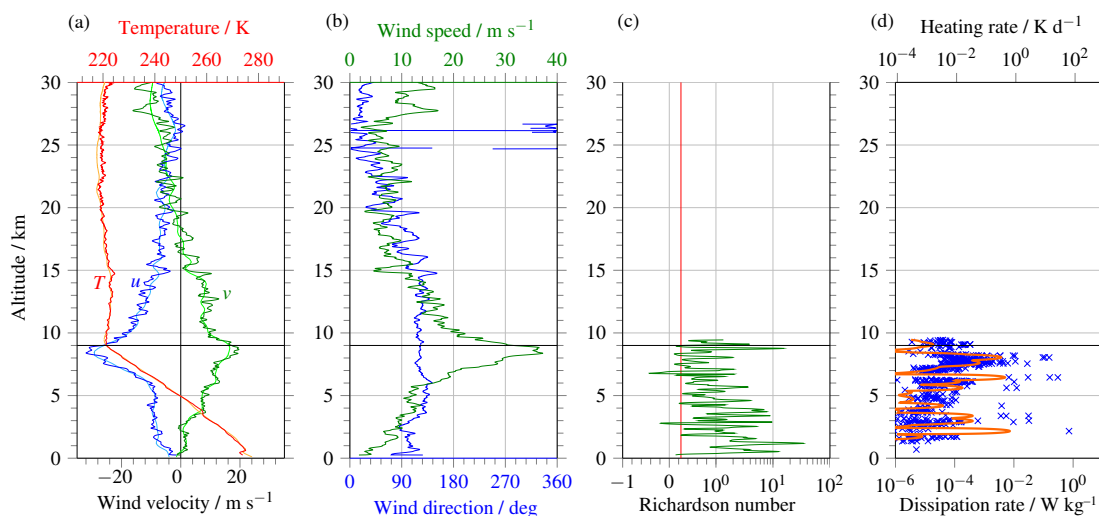 (a) (b) (c) (d)
Temperature / K
Wind speed / m s⁻¹
Heating rate / K d⁻¹
220 240 260 280
0 10 20 30 40
10⁻⁴ 10⁻² 10⁰ 10²
30 30 30 30
25 25 25 25
20 20 20 20
15 15 15 15
10 10 10 10
5 5 5 5
0 0 0 0
Altitude / km
T u v
−20 0 20
0 90 180 270 360
−1 0 10⁰ 10¹ 10²
10⁻⁶ 10⁻⁴ 10⁻² 10⁰
Wind velocity / m s⁻¹
Wind direction / deg
Richardson number
Dissipation rate / W kg⁻¹